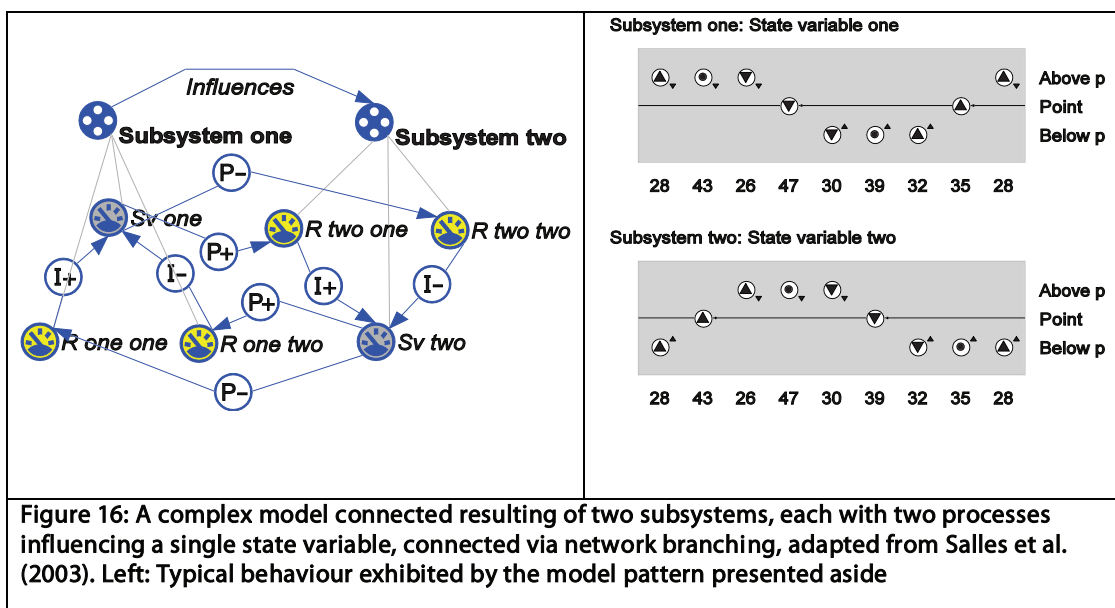 Influences
Subsystem one
Subsystem two
P-
Sv one
R two one
R two two
P+
I+
I-
I+
I-
P+
R one one
R one two
Sv two
P-
Subsystem one: State variable one
Above p
Point
Below p
28 43 26 47 30 39 32 35 28
Subsystem two: State variable two
Above p
Point
Below p
28 43 26 47 30 39 32 35 28
Figure 16: A complex model connected resulting of two subsystems, each with two processes
influencing a single state variable, connected via network branching, adapted from Salles et al.
(2003). Left: Typical behaviour exhibited by the model pattern presented aside